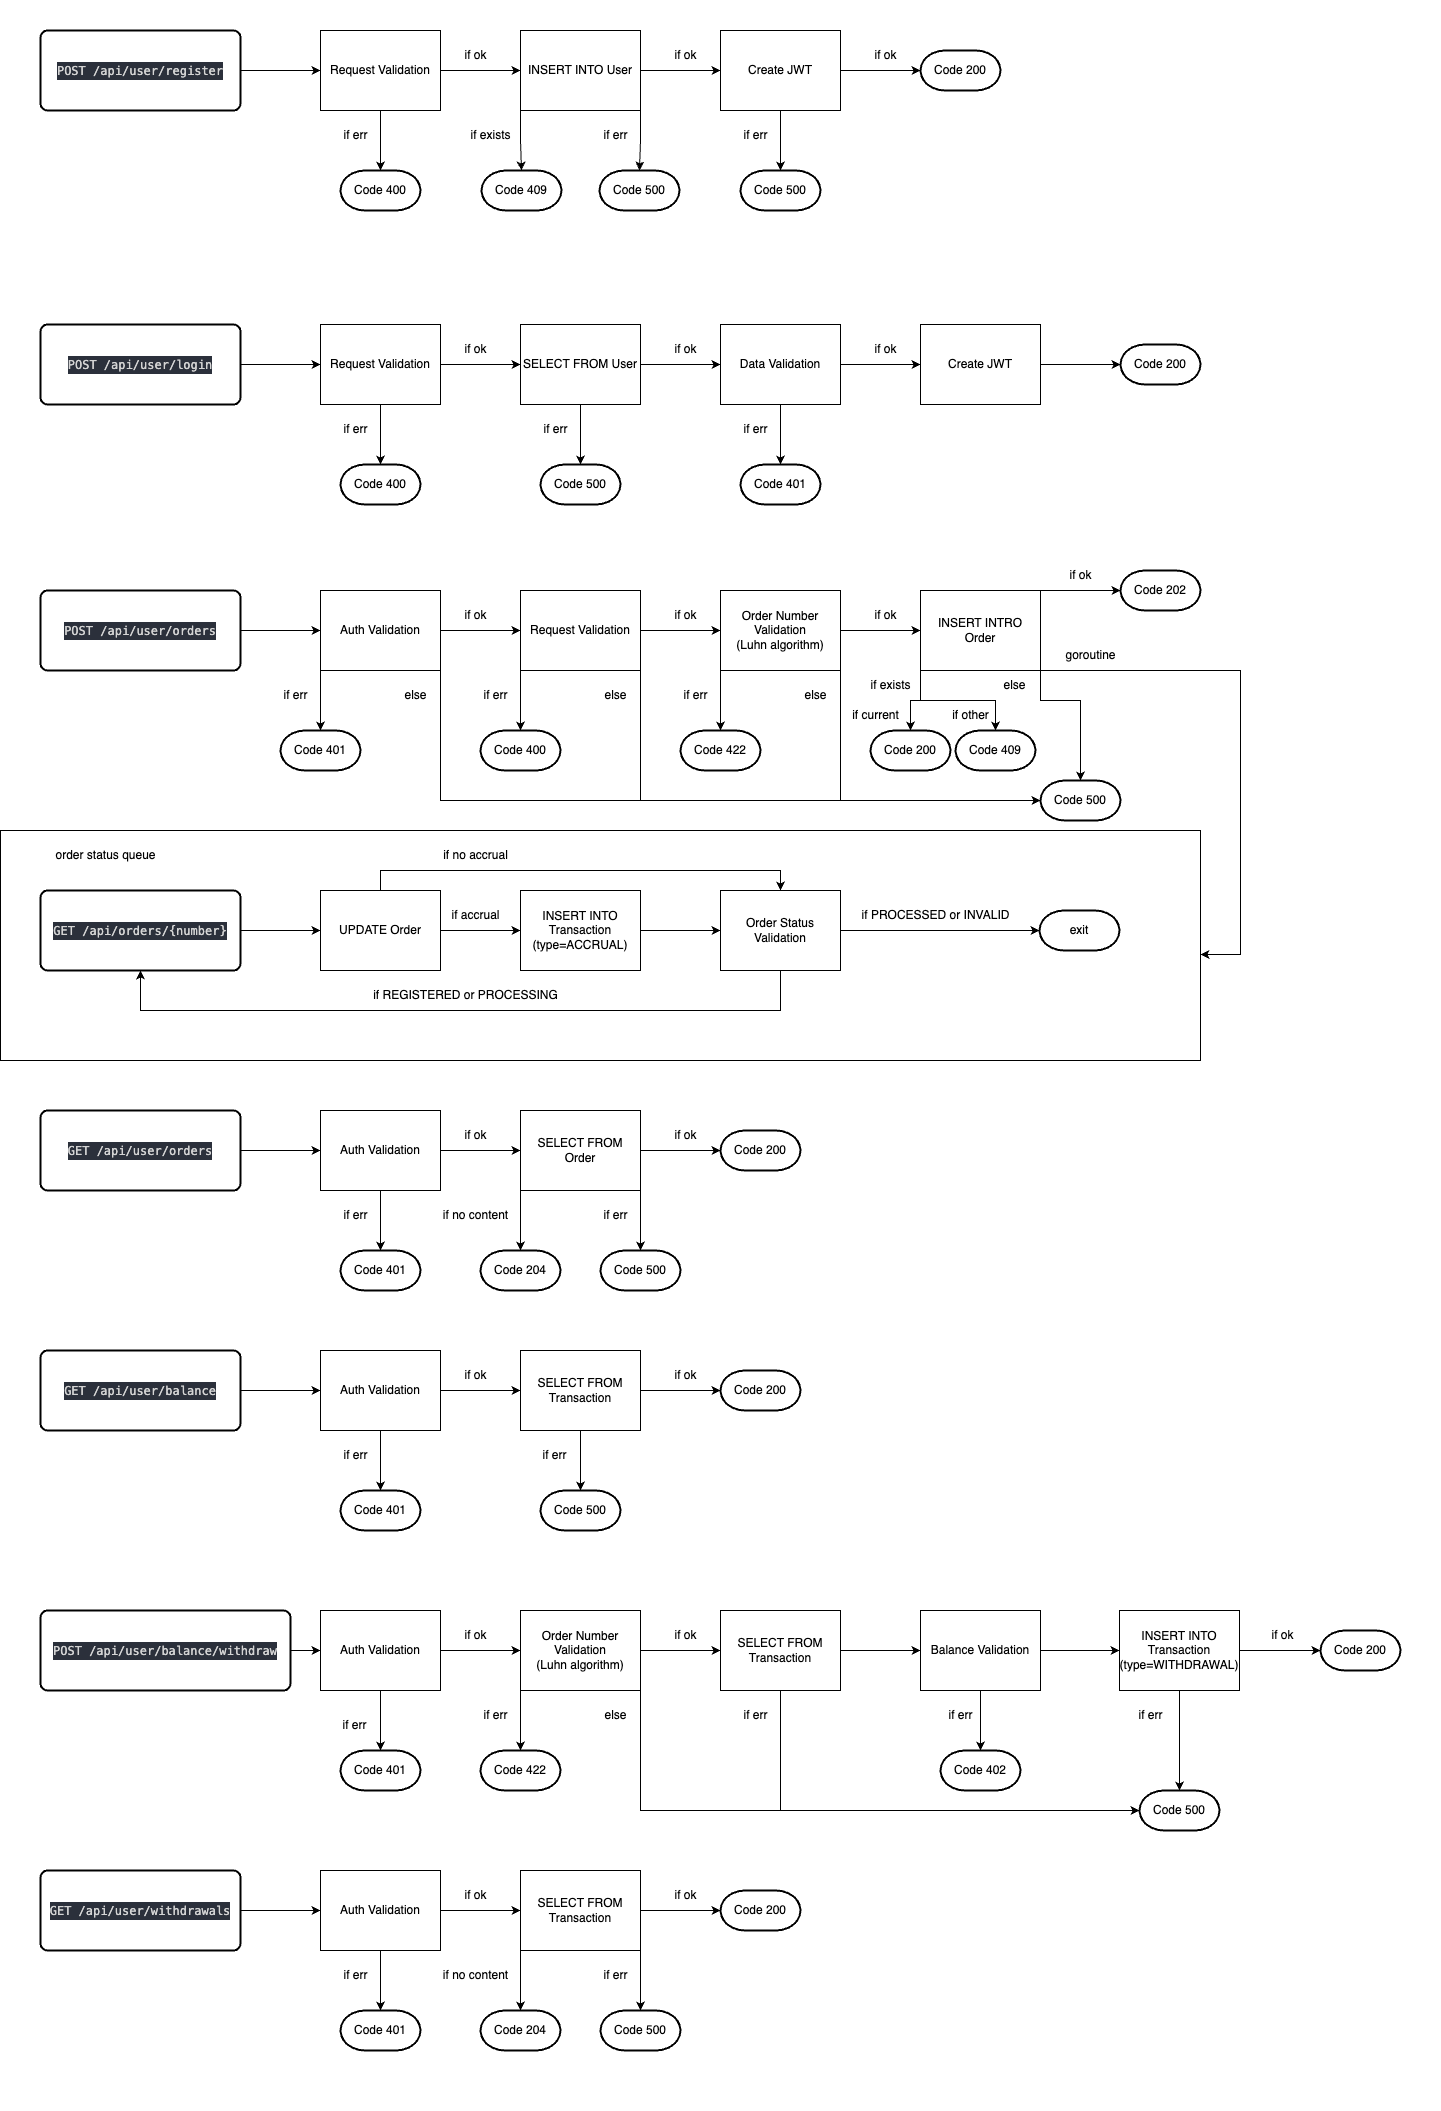 POST /api/user/register
Request Validation
if ok
INSERT INTO User
if ok
Create JWT
if ok
Code 200
if err
if exists
if err
if err
Code 400
Code 409
Code 500
Code 500
POST /api/user/login
Request Validation
if ok
SELECT FROM User
if ok
Data Validation
if ok
Create JWT
Code 200
if err
if err
if err
Code 400
Code 500
Code 401
POST /api/user/orders
Auth Validation
if ok
Request Validation
if ok
Order Number
Validation
(Luhn algorithm)
if ok
INSERT INTRO
Order
if ok
Code 202
goroutine
if err
else
if err
else
if err
else
if exists
else
if current
if other
Code 401
Code 400
Code 422
Code 200
Code 409
Code 500
order status queue
if no accrual
GET /api/orders/{number}
UPDATE Order
if accrual
INSERT INTO
Transaction
(type=ACCRUAL)
Order Status
Validation
if PROCESSED or INVALID
exit
if REGISTERED or PROCESSING
GET /api/user/orders
Auth Validation
if ok
SELECT FROM
Order
if ok
Code 200
if err
if no content
if err
Code 401
Code 204
Code 500
GET /api/user/balance
Auth Validation
if ok
SELECT FROM
Transaction
if ok
Code 200
if err
if err
Code 401
Code 500
POST /api/user/balance/withdraw
Auth Validation
if ok
Order Number
Validation
(Luhn algorithm)
if ok
SELECT FROM
Transaction
Balance Validation
INSERT INTO
Transaction
(type=WITHDRAWAL)
if ok
Code 200
if err
if err
else
if err
if err
if err
Code 401
Code 422
Code 402
Code 500
GET /api/user/withdrawals
Auth Validation
if ok
SELECT FROM
Transaction
if ok
Code 200
if err
if no content
if err
Code 401
Code 204
Code 500